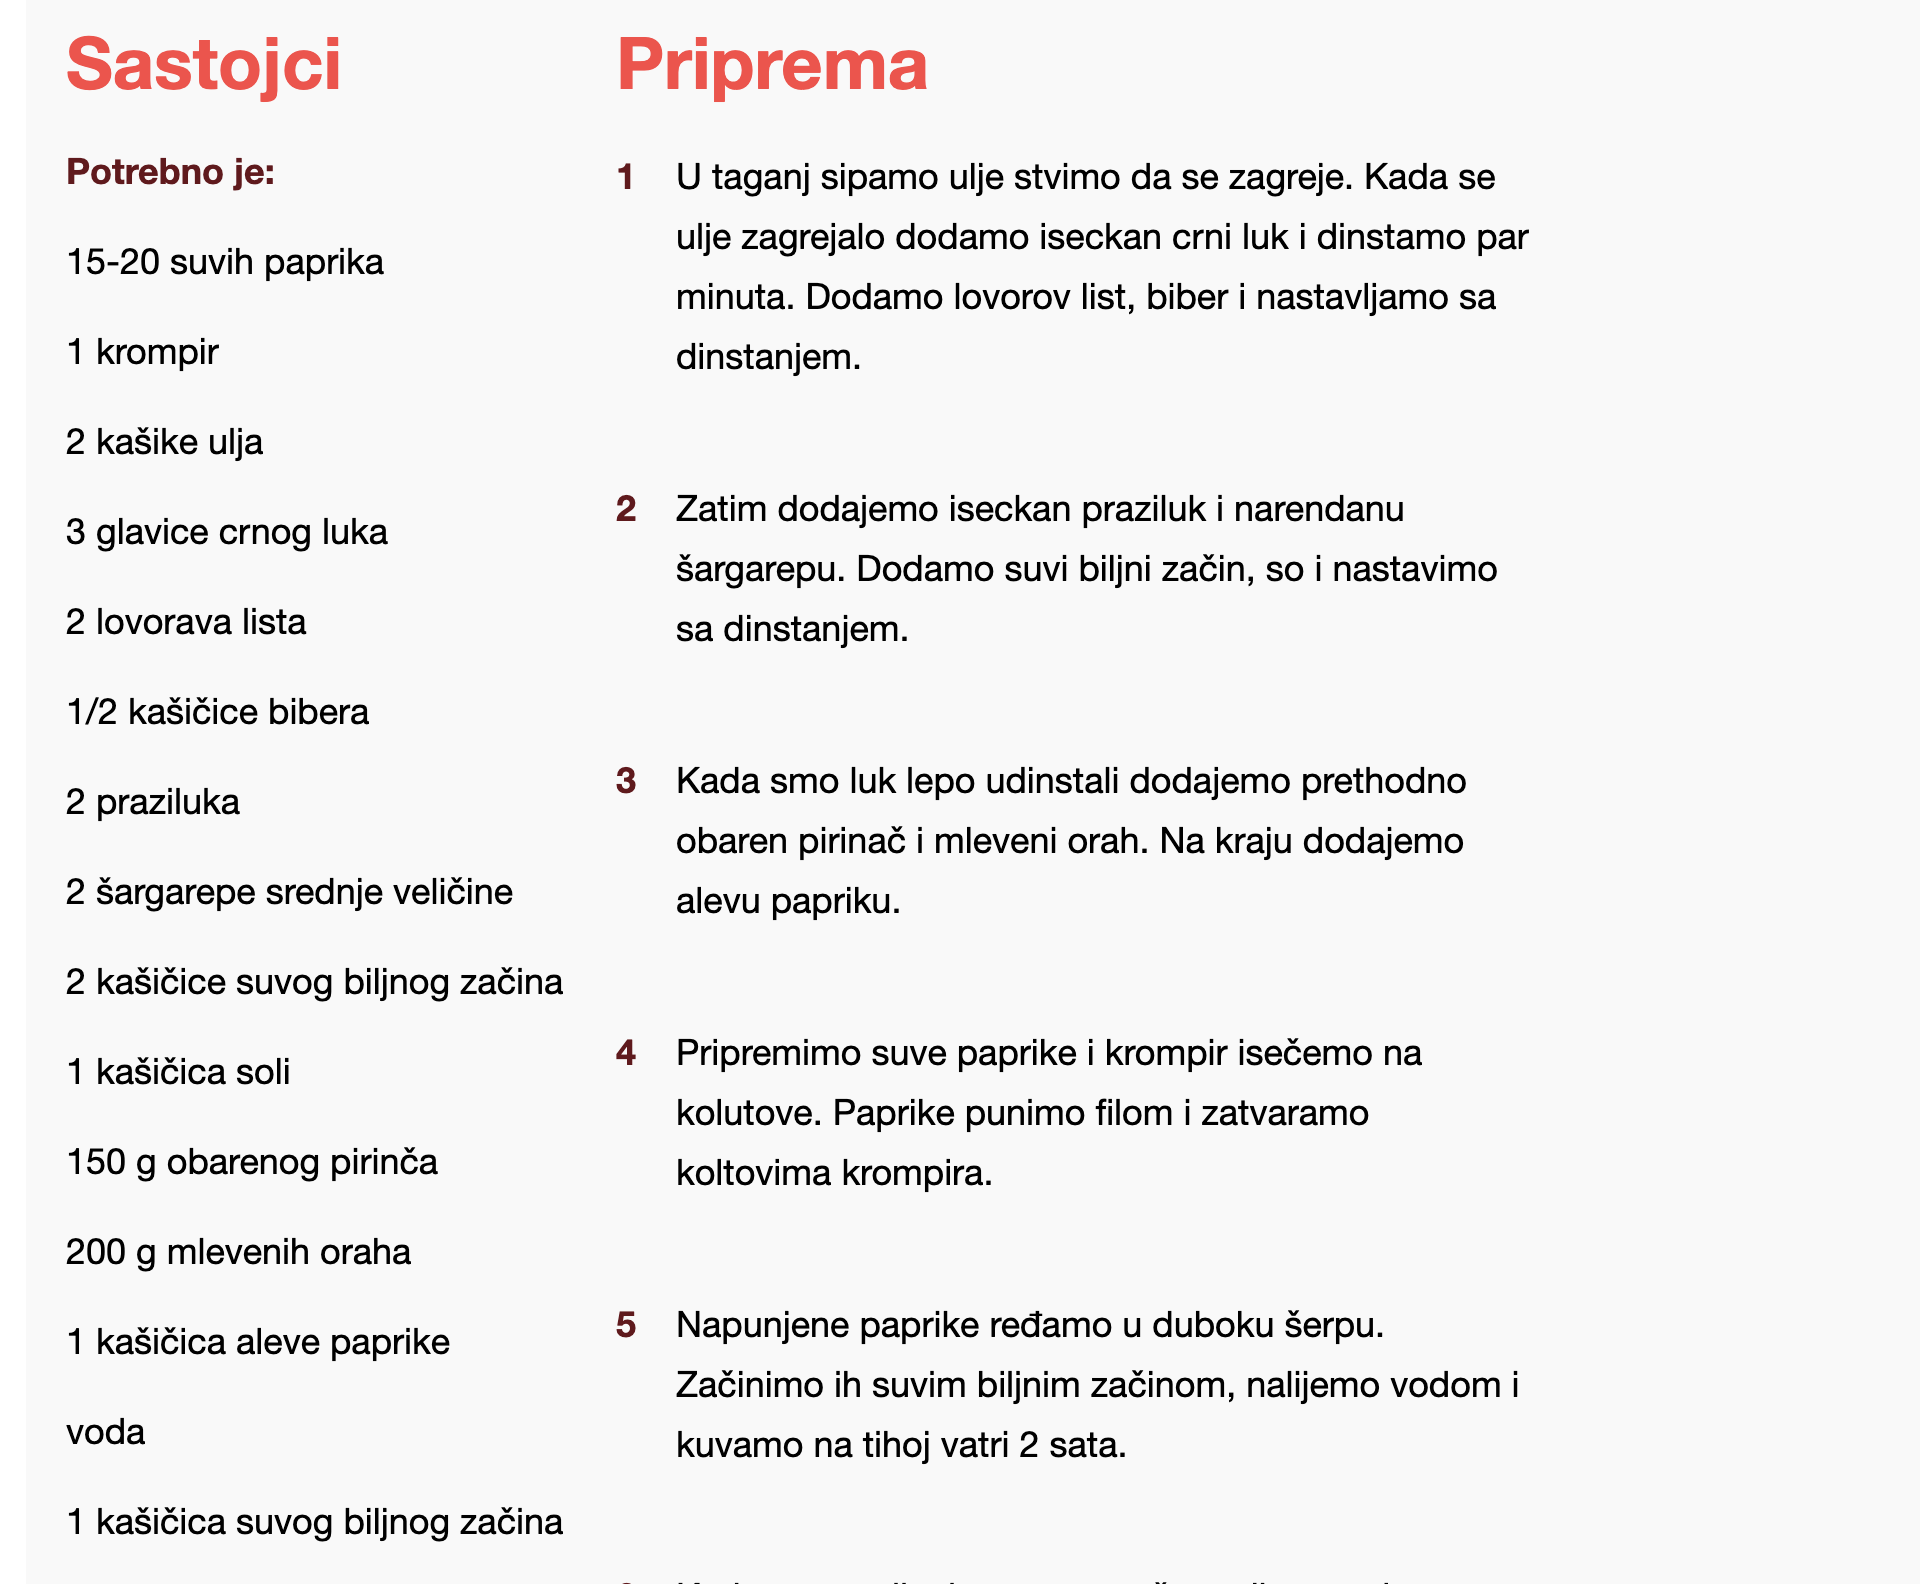 Sastojci
Potrebno je:
15-20 suvih paprika
1 krompir
2 kašike ulja
3 glavice crnog luka
2 lovorava lista
1/2 kašičice bibera
2 praziluka
2 šargarepe srednje veličine
2 kašičice suvog biljnog začina
1 kašičica soli
150 g obarenog pirinča
200 g mlevenih oraha
1 kašičica aleve paprike
voda
1 kašičica suvog biljnog začina
Priprema
1 U taganj sipamo ulje stvimo da se zagreje. Kada se
ulje zagrejalo dodamo iseckan crni luk i dinstamo par
minuta. Dodamo lovorov list, biber i nastavljamo sa
dinstanjem.
2 Zatim dodajemo iseckan praziluk i narendanu
šargarepu. Dodamo suvi biljni začin, so i nastavimo
sa dinstanjem.
3 Kada smo luk lepo udinstali dodajemo prethodno
obaren pirinač i mleveni orah. Na kraju dodajemo
alevu papriku.
4 Pripremimo suve paprike i krompir isečemo na
kolutove. Paprike punimo filom i zatvaramo
koltovima krompira.
5 Napunjene paprike ređamo u duboku šerpu.
Začinimo ih suvim biljnim začinom, nalijemo vodom i
kuvamo na tihoj vatri 2 sata.